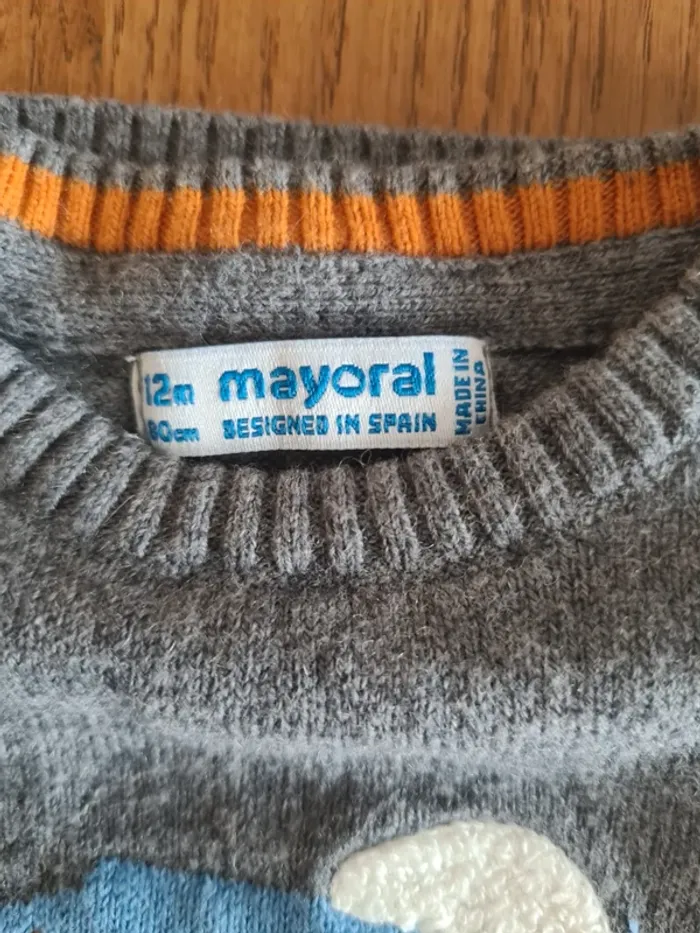 12m mayoral
80cm DESIGNED IN SPAIN
MADE IN
CHINA